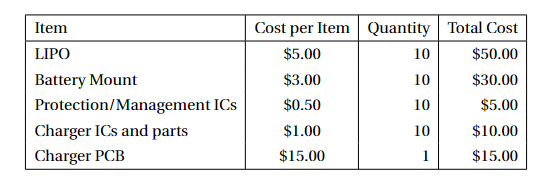 Item Cost per Item Quantity Total Cost
LIPO $5.00 10 $50.00
Battery Mount $3.00 10 $30.00
Protection/Management ICs $0.50 10 $5.00
Charger ICs and parts $1.00 10 $10.00
Charger PCB $15.00 1 $15.00